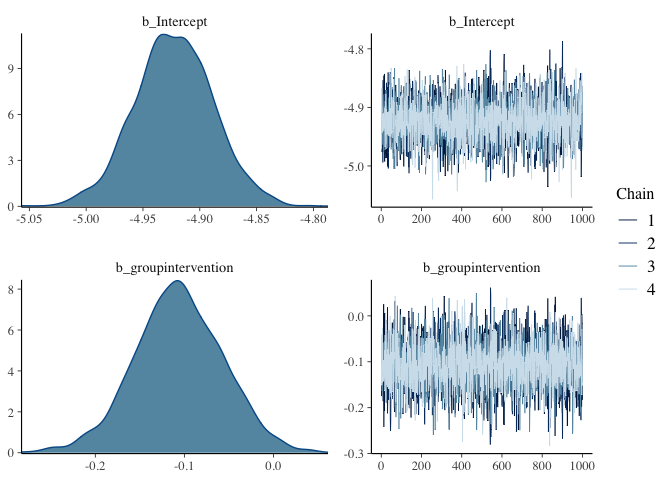 b_Intercept
9
6
3
0
-5.05 -5.00 -4.95 -4.90 -4.85 -4.80
b_Intercept
-4.8
-4.9
-5.0
0 200 400 600 800 1000
b_groupintervention
8
6
4
2
0
-0.2 -0.1 0.0
b_groupintervention
0.0
-0.1
-0.2
-0.3
0 200 400 600 800 1000
Chain
1
2
3
4